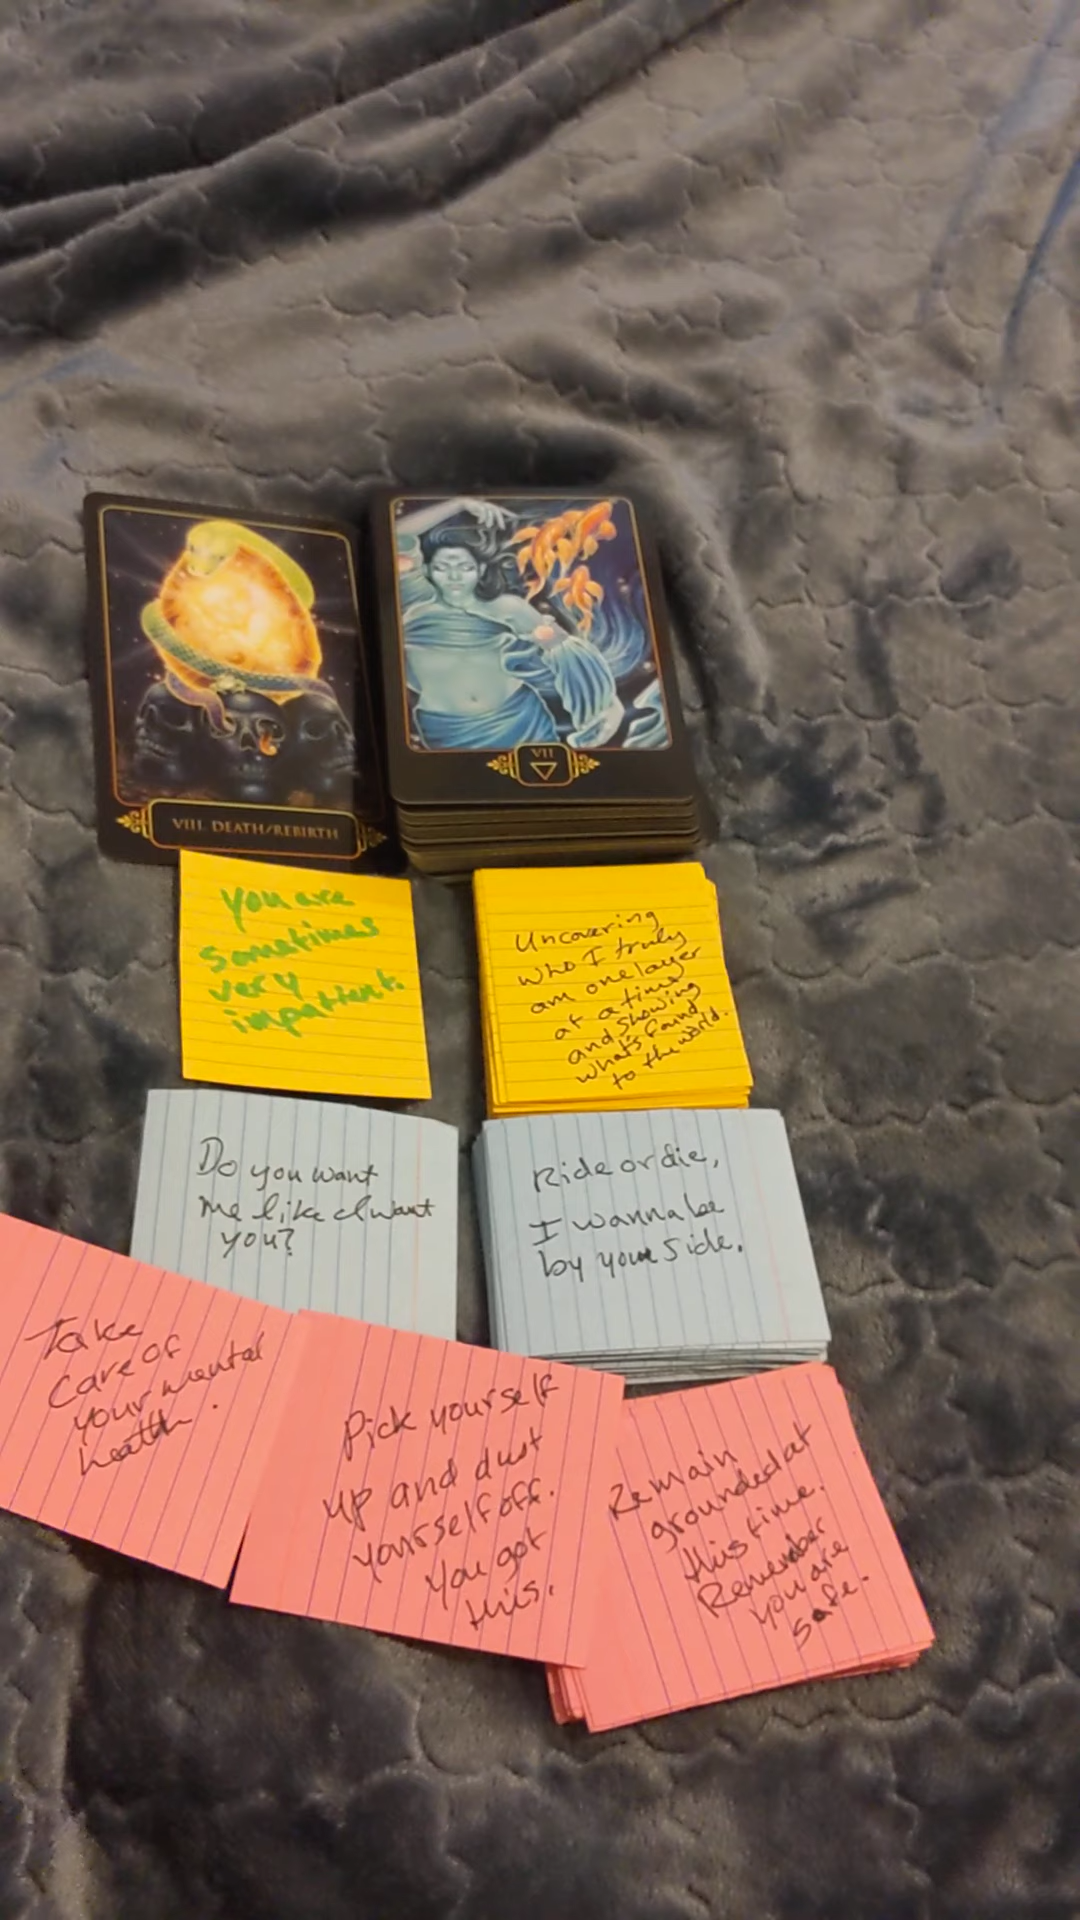 VIII. DEATH/REBIRTH
VII
You are
sometimes
very
impatient.
Uncovering
who I truly
am one layer
at a time
and showing
what's found
to the world.
Do you want
me like I want
you?
Ride or die,
I wanna be
by your side.
Take
care of
your mental
health.
Pick yourself
up and dust
yourself off.
You got
this.
Remain
grounded at
this time.
Remember
you are
safe.